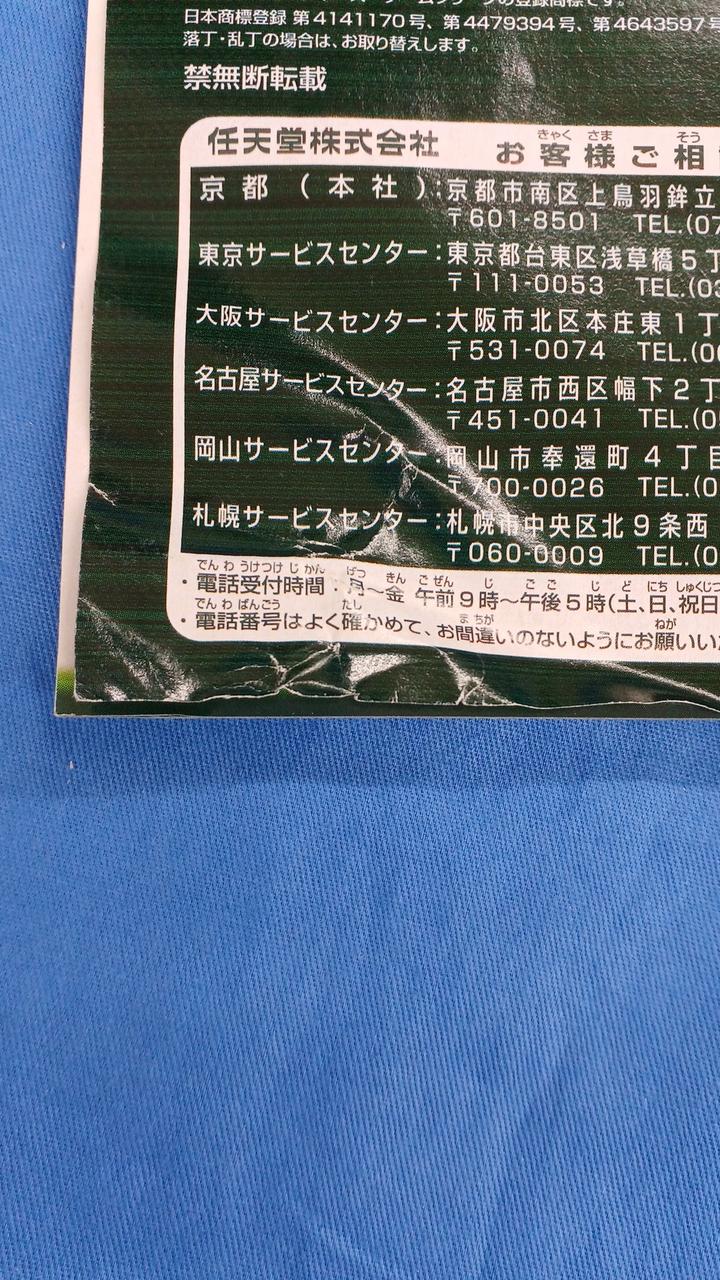 の登録商標です。
日本商標登録 第4141170号、第4479394号、第4643597号
落丁・乱丁の場合は、お取り替えします。
禁無断転載
任天堂株式会社 お客様ご相
京都(本社):京都市南区上鳥羽鉾立
〒601-8501 TEL.(07
東京サービスセンター:東京都台東区浅草橋5丁
〒111-0053 TEL.(03
大阪サービスセンター:大阪市北区本庄東1丁
〒531-0074 TEL.(06
名古屋サービスセンター:名古屋市西区幅下2丁
〒451-0041 TEL.(0
岡山サービスセンター:岡山市奉還町4丁目
〒700-0026 TEL.(0
札幌サービスセンター:札幌市中央区北9条西
〒060-0009 TEL.(0
・電話受付時間:月~金 午前9時~午後5時(土、日、祝日
・電話番号はよく確かめて、お間違いのないようにお願いい